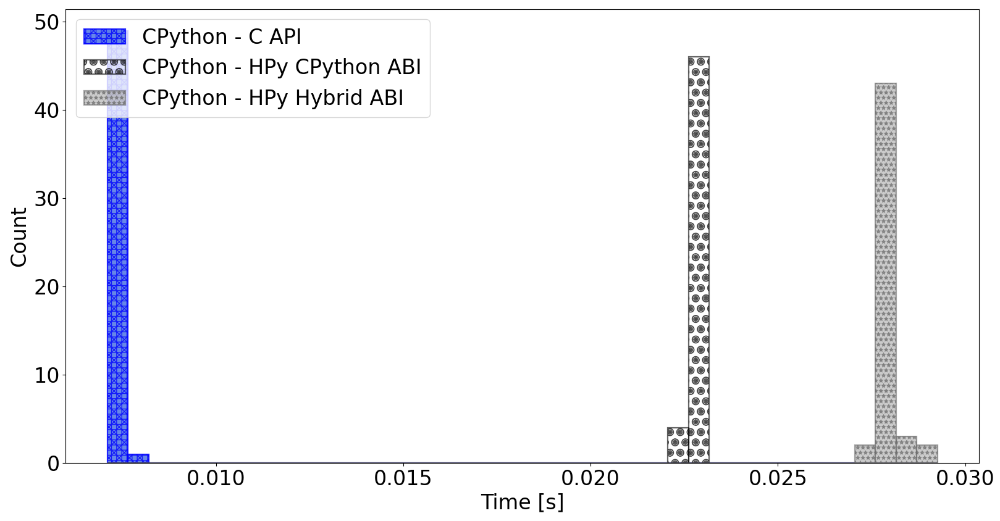 50
40
30
20
10
0
Count
CPython - C API
CPython - HPy CPython ABI
CPython - HPy Hybrid ABI
0.010 0.015 0.020 0.025 0.030
Time [s]